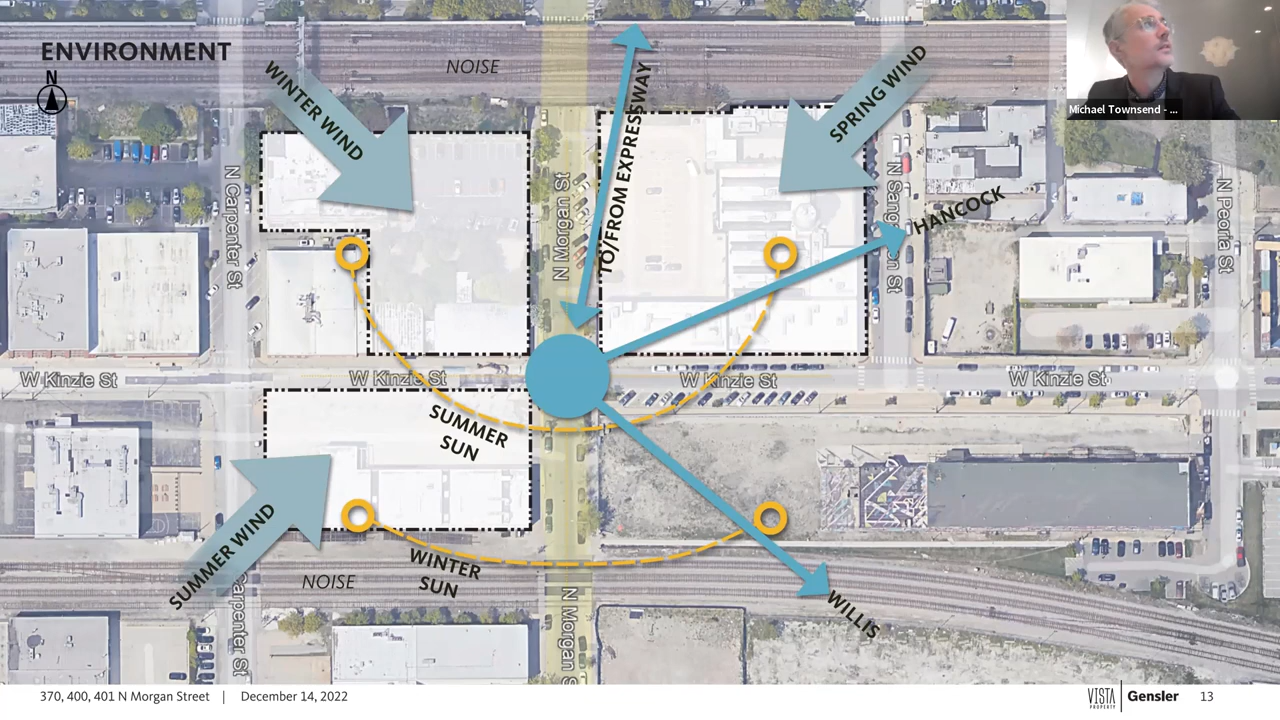 ENVIRONMENT
N
NOISE
WINTER WIND
SPRING WIND
TO/FROM EXPRESSWAY
Michael Townsend - ...
N Carpenter St
N Morgan St
HANCOCK
N Peoria St
W Kinzie St
W Kinzie St
W Kinzie St
W Kinzie St
SUMMER
SUN
SUMMER WIND
NOISE
WINTER
SUN
WILLIS
Carpenter St
N Morgan S
370, 400, 401 N Morgan Street | December 14, 2022
VISTA
PROPERTY
Gensler
13